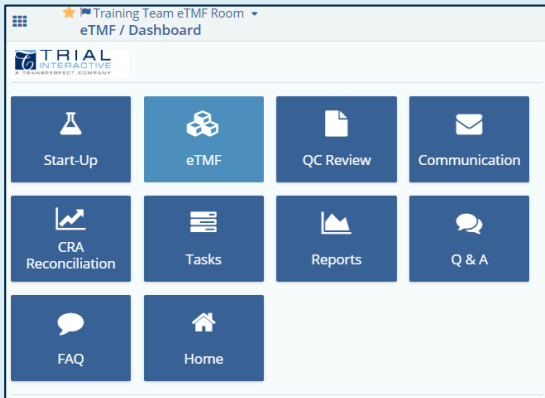 Training Team eTMF Room
eTMF / Dashboard
TRIAL
INTERACTIVE
A TRANSPERFECT COMPANY
Start-Up
eTMF
QC Review
Communication
CRA
Reconciliation
Tasks
Reports
Q & A
FAQ
Home